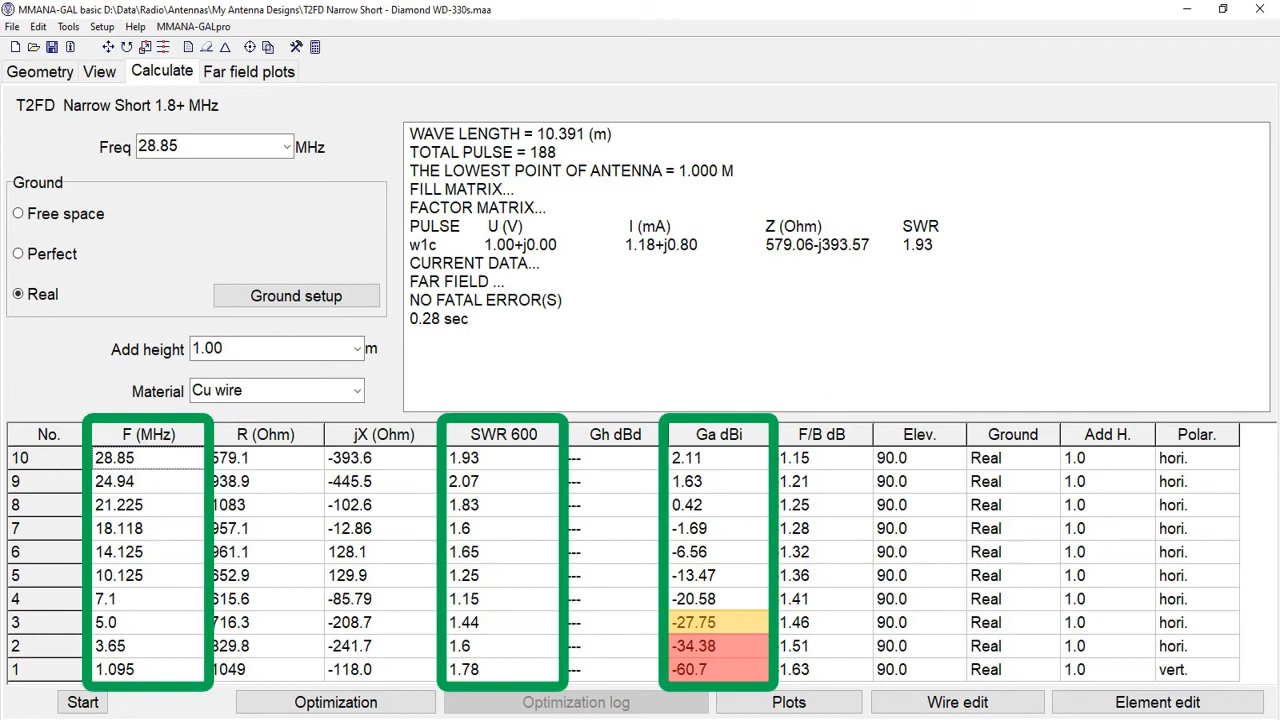 MMANA-GAL basic D:\Data\Radio\Antennas\My Antenna Designs\T2FD Narrow Short - Diamond WD-330s.maa
File Edit Tools Setup Help MMANA-GALpro
Geometry View Calculate Far field plots
T2FD Narrow Short 1.8+ MHz
Freq 28.85 MHz
Ground
Free space
Perfect
Real Ground setup
Add height 1.00 m
Material Cu wire
WAVE LENGTH = 10.391 (m)
TOTAL PULSE = 188
THE LOWEST POINT OF ANTENNA = 1.000 M
FILL MATRIX...
FACTOR MATRIX...
PULSE U (V) I (mA) Z (Ohm) SWR
w1c 1.00+j0.00 1.18+j0.80 579.06-j393.57 1.93
CURRENT DATA...
FAR FIELD ...
NO FATAL ERROR(S)
0.28 sec
No. F (MHz) R (Ohm) jX (Ohm) SWR 600 Gh dBd Ga dBi F/B dB Elev. Ground Add H. Polar.
10 28.85 579.1 -393.6 1.93 --- 2.11 -1.15 90.0 Real 1.0 hori.
9 24.94 938.9 -445.5 2.07 --- 1.63 -1.21 90.0 Real 1.0 hori.
8 21.225 1083 -102.6 1.83 --- 0.42 -1.25 90.0 Real 1.0 hori.
7 18.118 957.1 -12.86 1.6 --- -1.69 -1.28 90.0 Real 1.0 hori.
6 14.125 961.1 128.1 1.65 --- -6.56 -1.32 90.0 Real 1.0 hori.
5 10.125 652.9 129.9 1.25 --- -13.47 -1.36 90.0 Real 1.0 hori.
4 7.1 615.6 -85.79 1.15 --- -20.58 -1.41 90.0 Real 1.0 hori.
3 5.0 716.3 -208.7 1.44 --- -27.75 -1.46 90.0 Real 1.0 hori.
2 3.65 829.8 -241.7 1.6 --- -34.38 -1.51 90.0 Real 1.0 hori.
1 1.095 1049 -118.0 1.78 --- -60.7 -1.63 90.0 Real 1.0 vert.
Start Optimization Optimization log Plots Wire edit Element edit